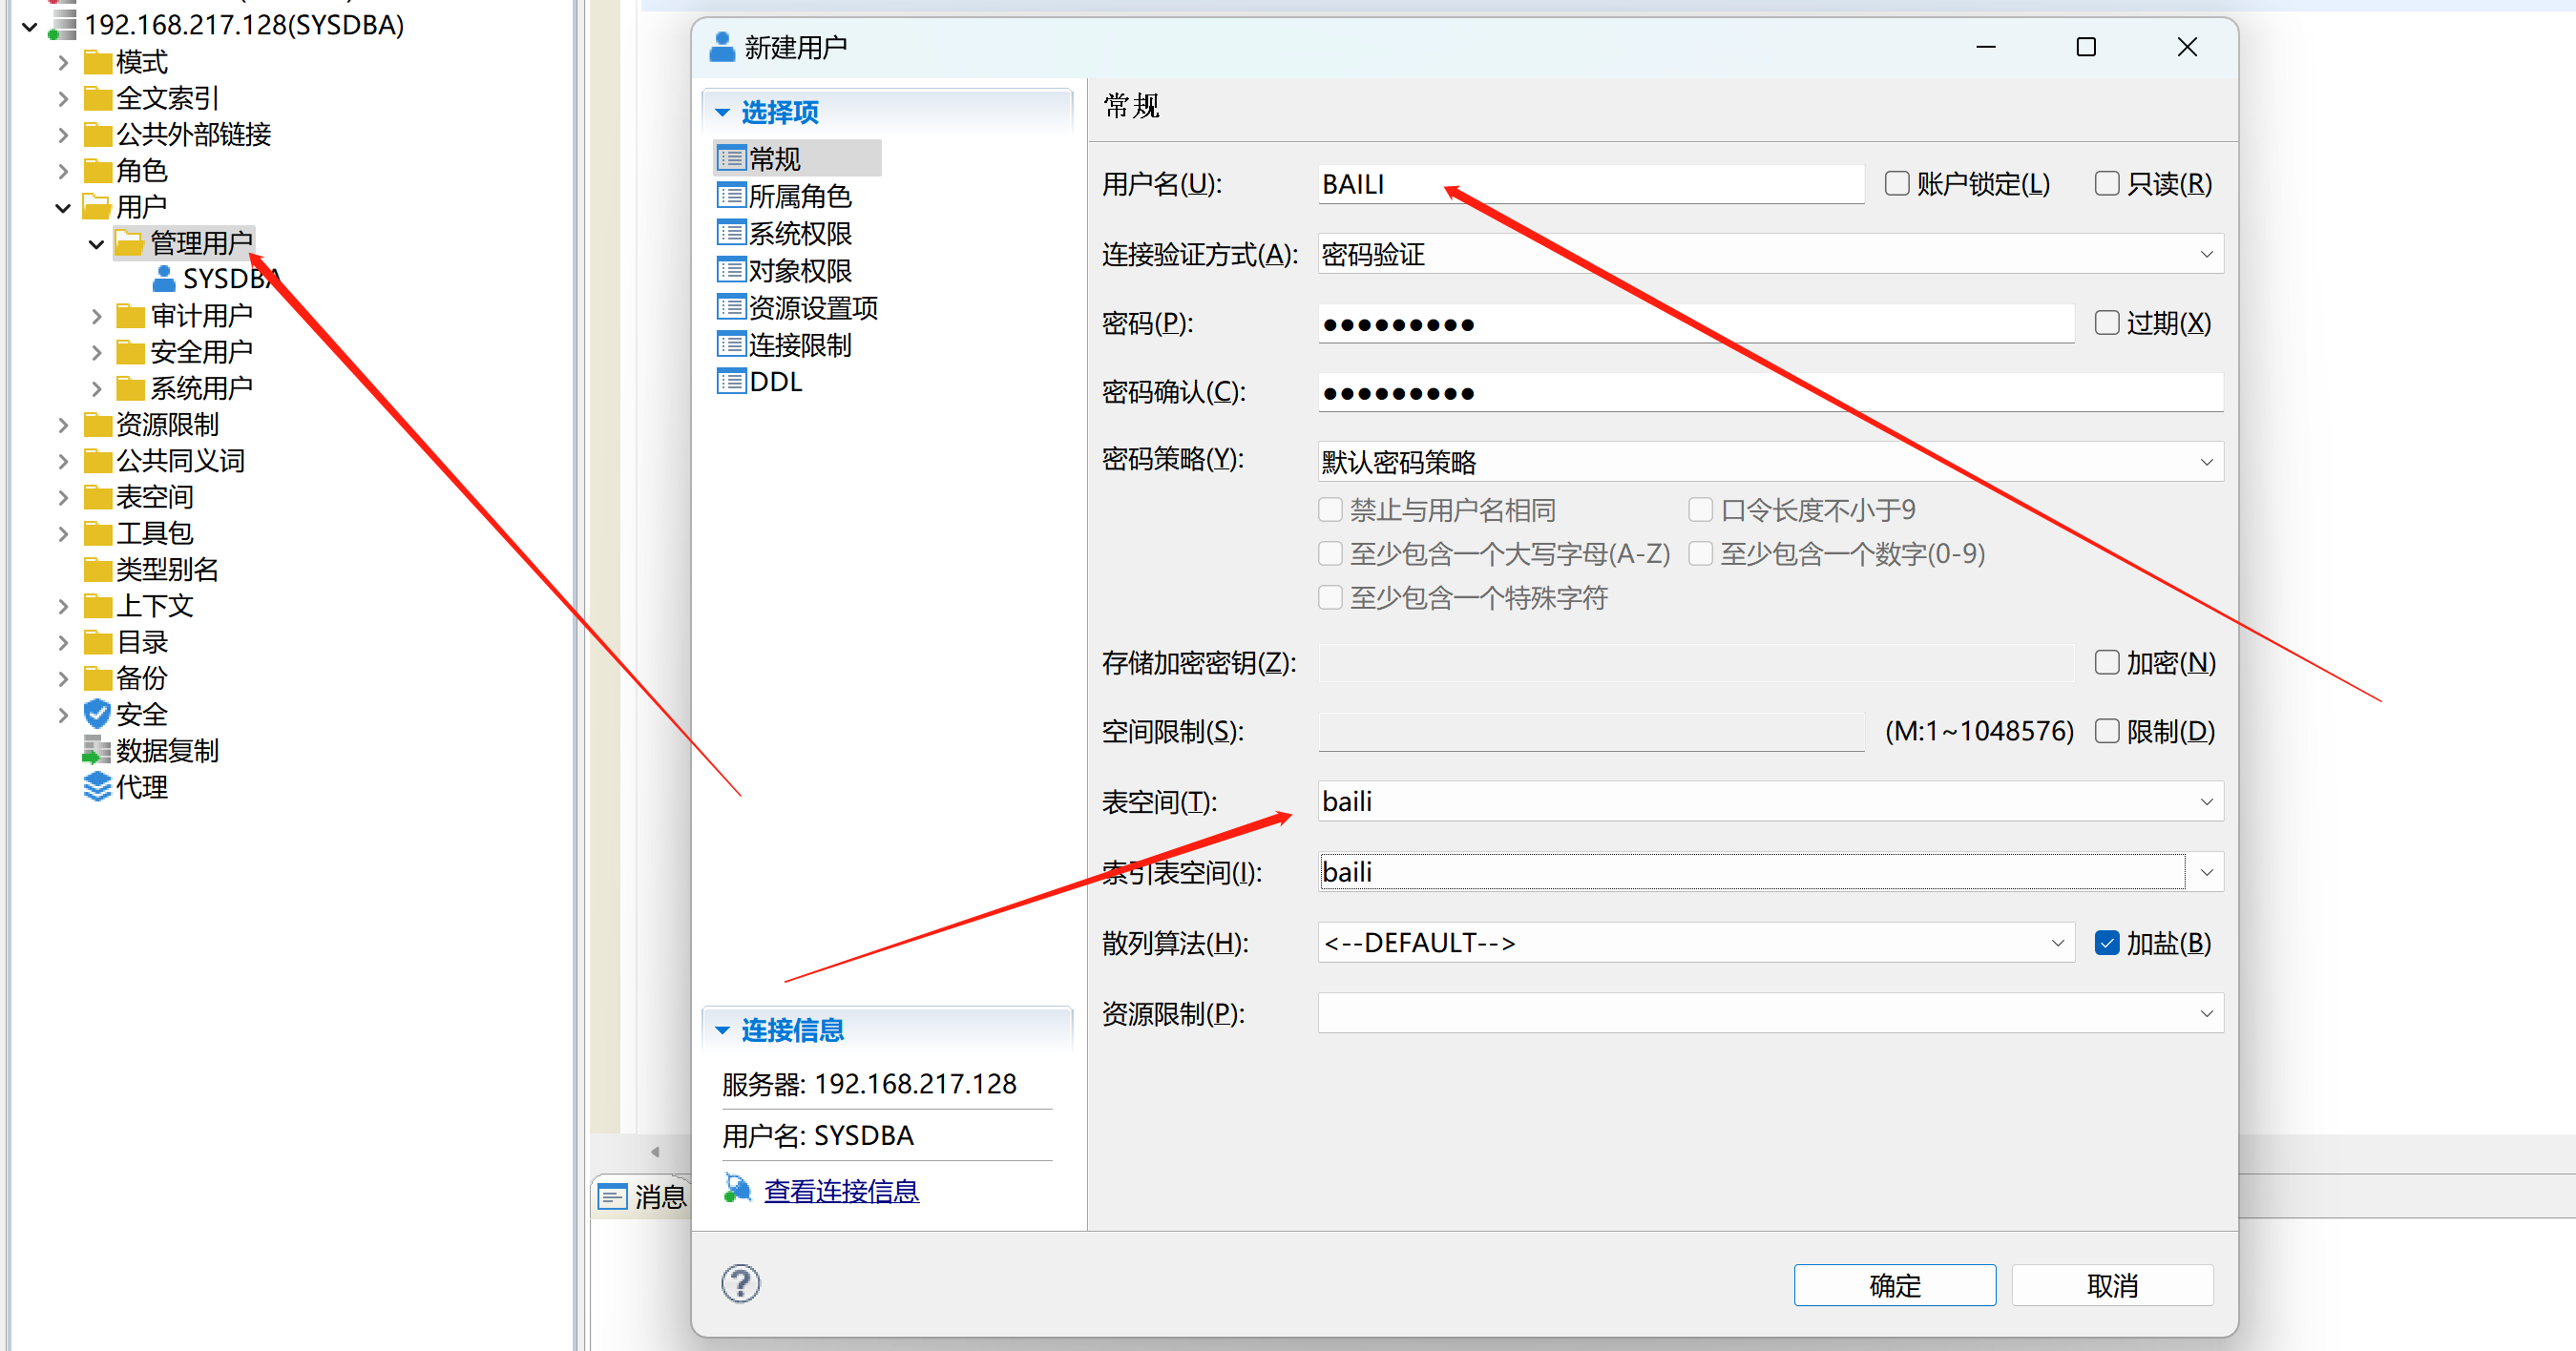 192.168.217.128(SYSDBA)
模式
全文索引
公共外部链接
角色
用户
管理用户
SYSDBA
审计用户
安全用户
系统用户
资源限制
公共同义词
表空间
工具包
类型别名
上下文
目录
备份
安全
数据复制
代理
消息
新建用户
选择项
常规
所属角色
系统权限
对象权限
资源设置项
连接限制
DDL
连接信息
服务器: 192.168.217.128
用户名: SYSDBA
查看连接信息
常规
用户名(U): BAILI 账户锁定(L) 只读(R)
连接验证方式(A): 密码验证
密码(P): ●●●●●●●●● 过期(X)
密码确认(C): ●●●●●●●●●
密码策略(Y): 默认密码策略
禁止与用户名相同 口令长度不小于9
至少包含一个大写字母(A-Z) 至少包含一个数字(0-9)
至少包含一个特殊字符
存储加密密钥(Z): 加密(N)
空间限制(S): (M:1~1048576) 限制(D)
表空间(T): baili
索引表空间(I): baili
散列算法(H): <--DEFAULT--> 加盐(B)
资源限制(P):
确定 取消